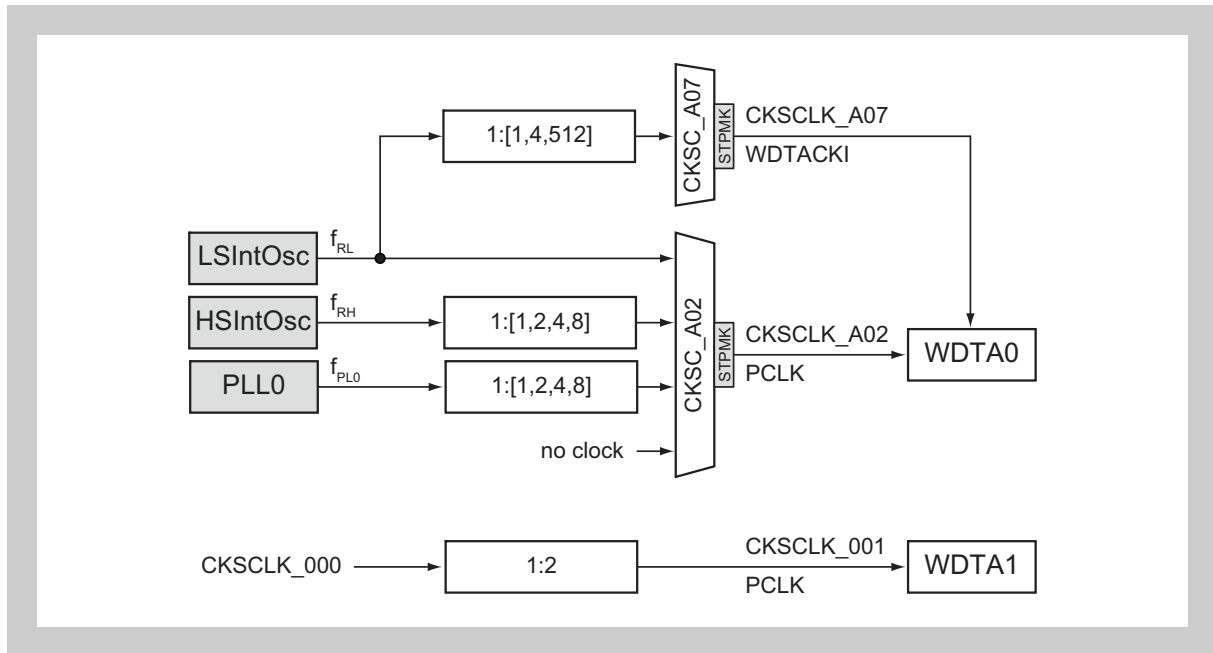 1:[1,4,512]
CKSC_A07
STPMK
CKSCLK_A07
WDTACKI
LSIntOsc
fRL
HSIntOsc
fRH
1:[1,2,4,8]
PLL0
fPL0
1:[1,2,4,8]
no clock
CKSC_A02
STPMK
CKSCLK_A02
PCLK
WDTA0
CKSCLK_000
1:2
CKSCLK_001
PCLK
WDTA1